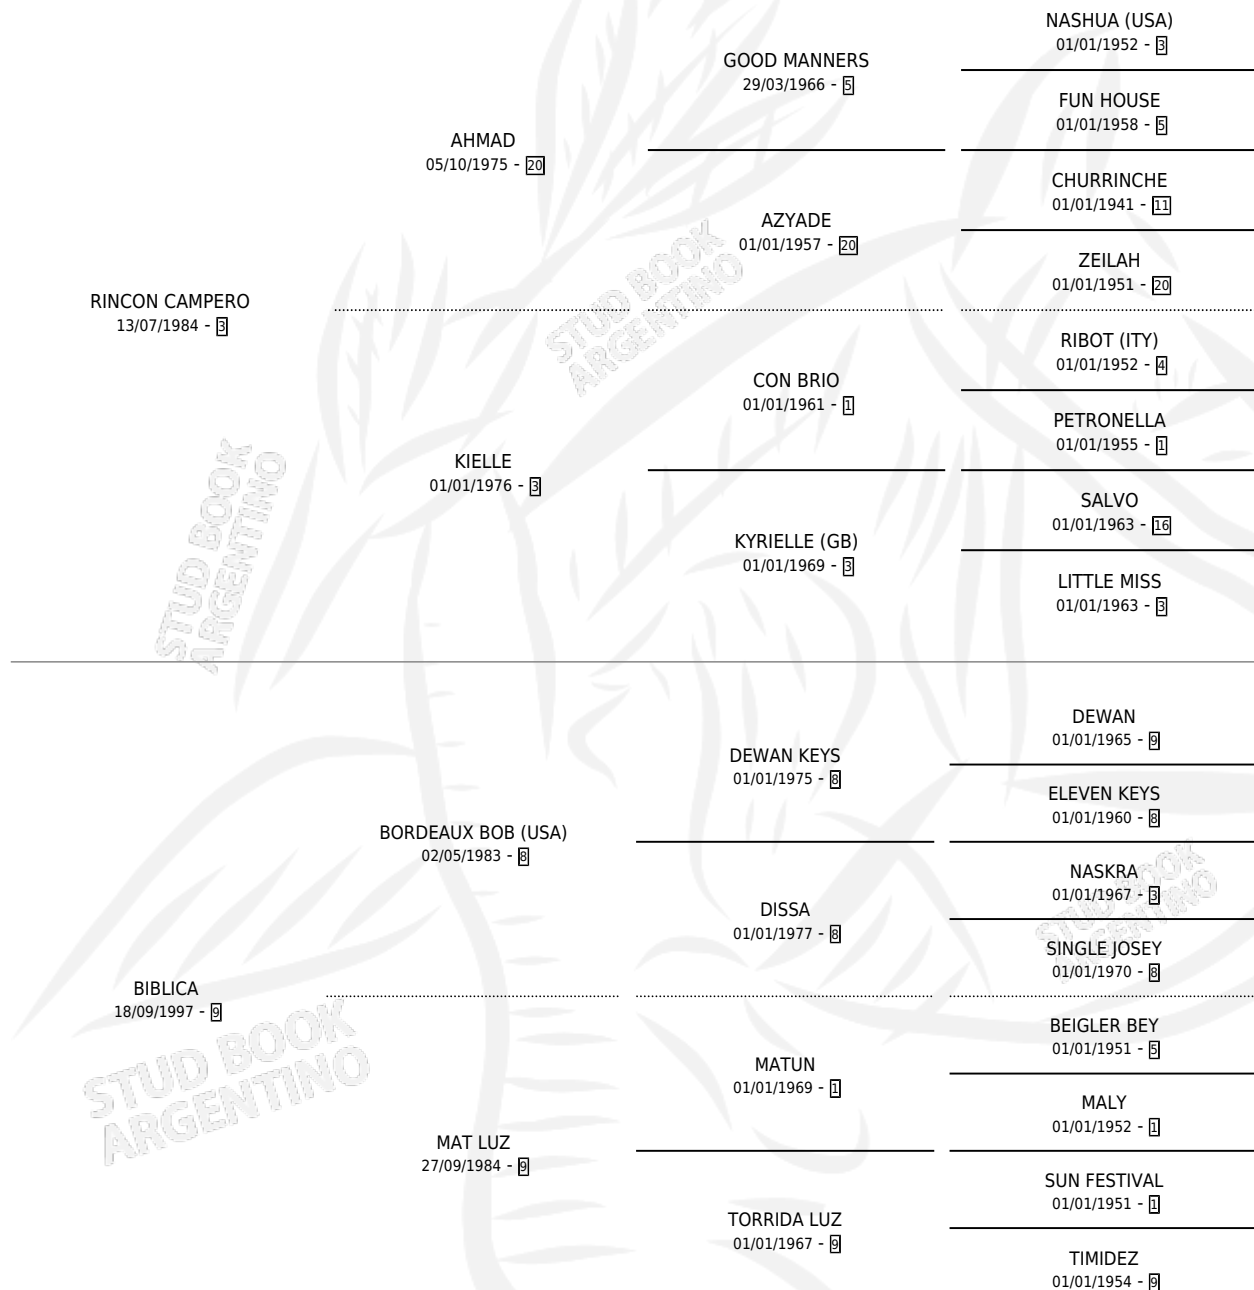 NASHUA (USA)
01/01/1952 - 3
GOOD MANNERS
29/03/1966 - 5
FUN HOUSE
01/01/1958 - 5
AHMAD
05/10/1975 - 20
CHURRINCHE
01/01/1941 - 11
AZYADE
01/01/1957 - 20
ZEILAH
01/01/1951 - 20
RINCON CAMPERO
13/07/1984 - 3
STUD BOOK
ARGENTINO
RIBOT (ITY)
01/01/1952 - 4
CON BRIO
01/01/1961 - 1
PETRONELLA
01/01/1955 - 1
KIELLE
01/01/1976 - 3
STUD BOOK
ARGENTINO
SALVO
01/01/1963 - 16
KYRIELLE (GB)
01/01/1969 - 3
LITTLE MISS
01/01/1963 - 3
DEWAN
01/01/1965 - 9
DEWAN KEYS
01/01/1975 - 8
ELEVEN KEYS
01/01/1960 - 8
BORDEAUX BOB (USA)
02/05/1983 - 8
NASKRA
01/01/1967 - 3
STUD BOOK
ARGENTINO
DISSA
01/01/1977 - 8
SINGLE JOSEY
01/01/1970 - 8
BIBLICA
18/09/1997 - 9
STUD BOOK
ARGENTINO
BEIGLER BEY
01/01/1951 - 5
MATUN
01/01/1969 - 1
MALY
01/01/1952 - 1
MAT LUZ
27/09/1984 - 9
SUN FESTIVAL
01/01/1951 - 1
TORRIDA LUZ
01/01/1967 - 9
TIMIDEZ
01/01/1954 - 9